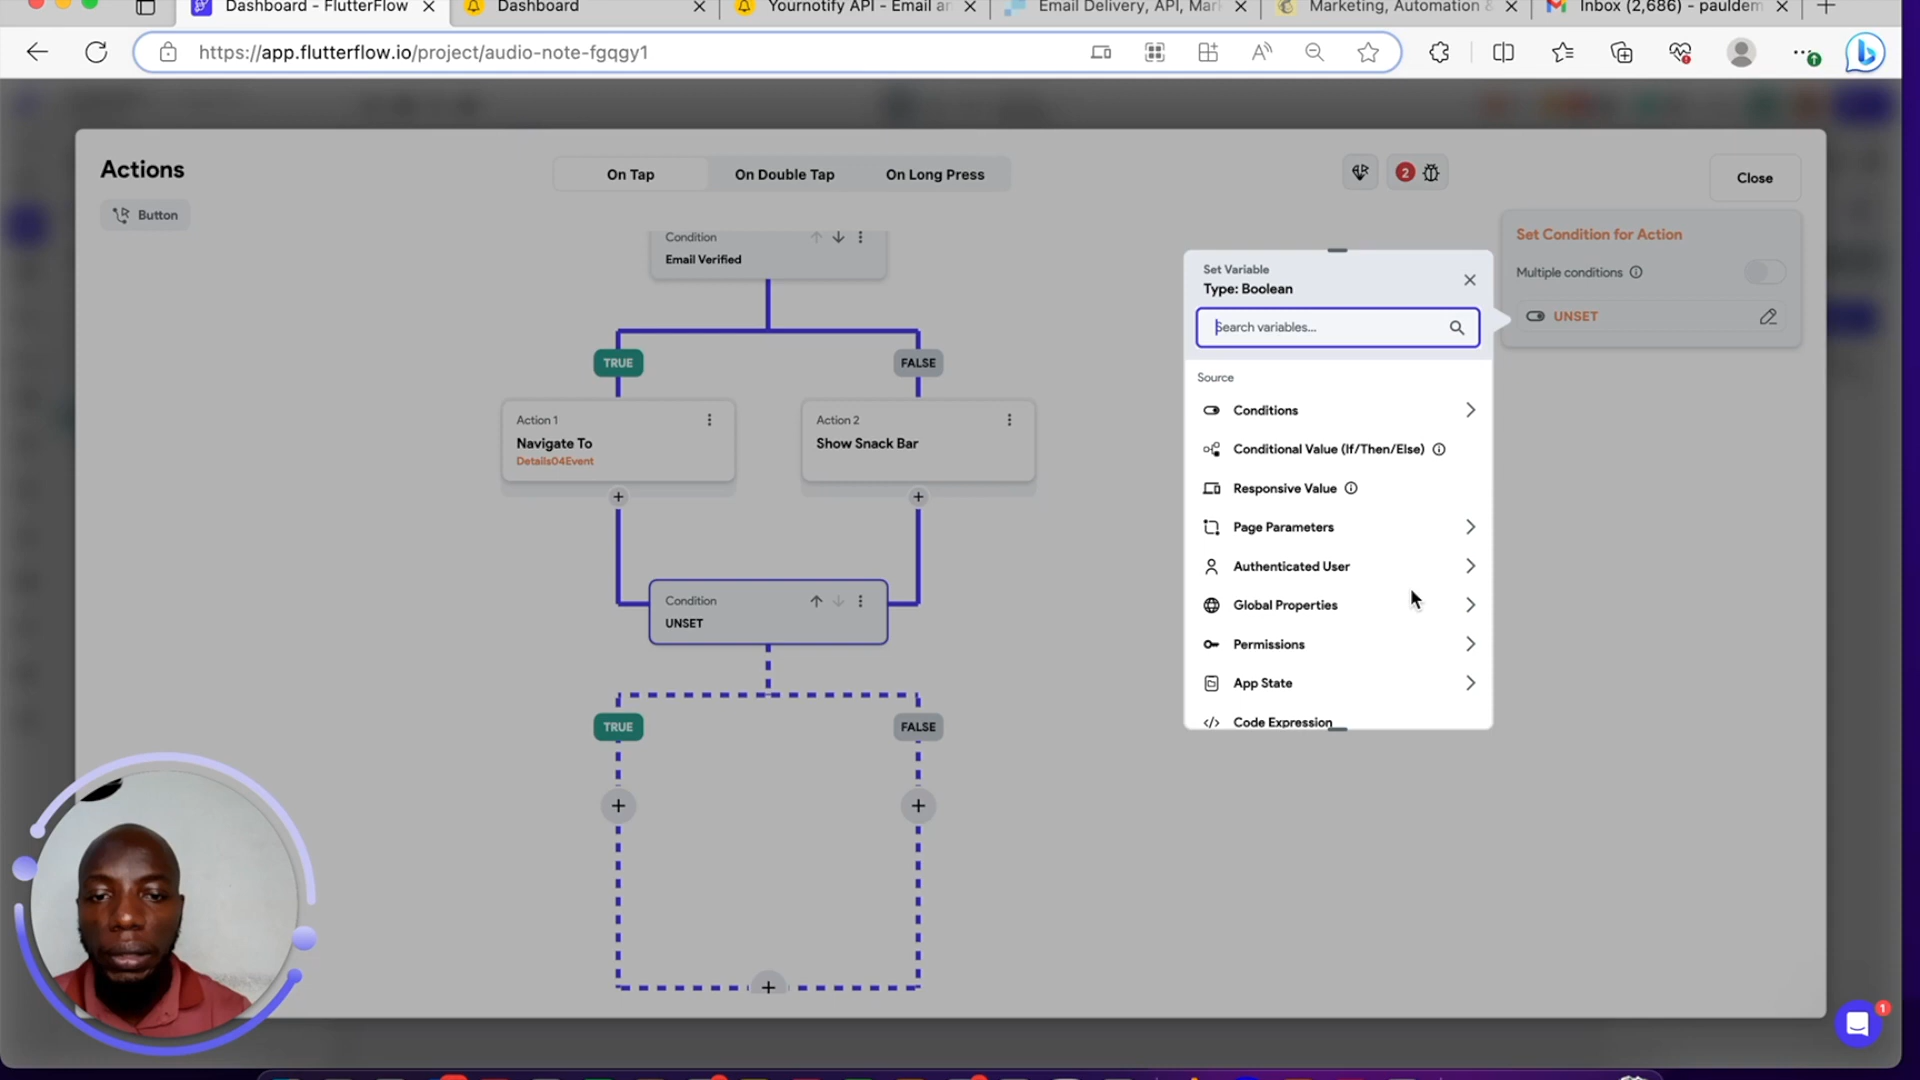 Dashboard - FlutterFlow
Dashboard
Yournotify API - Email an
Email Delivery, API, Mark
Marketing, Automation &
Inbox (2,686) - pauldem
https://app.flutterflow.io/project/audio-note-fgqgy1
Actions
Button
On Tap
On Double Tap
On Long Press
2
Close
Condition
Email Verified
TRUE
FALSE
Action 1
Navigate To
Details04Event
Action 2
Show Snack Bar
Condition
UNSET
TRUE
FALSE
Set Variable
Type: Boolean
Search variables...
Source
Conditions
Conditional Value (If/Then/Else)
Responsive Value
Page Parameters
Authenticated User
Global Properties
Permissions
App State
Code Expression
Set Condition for Action
Multiple conditions
UNSET
1